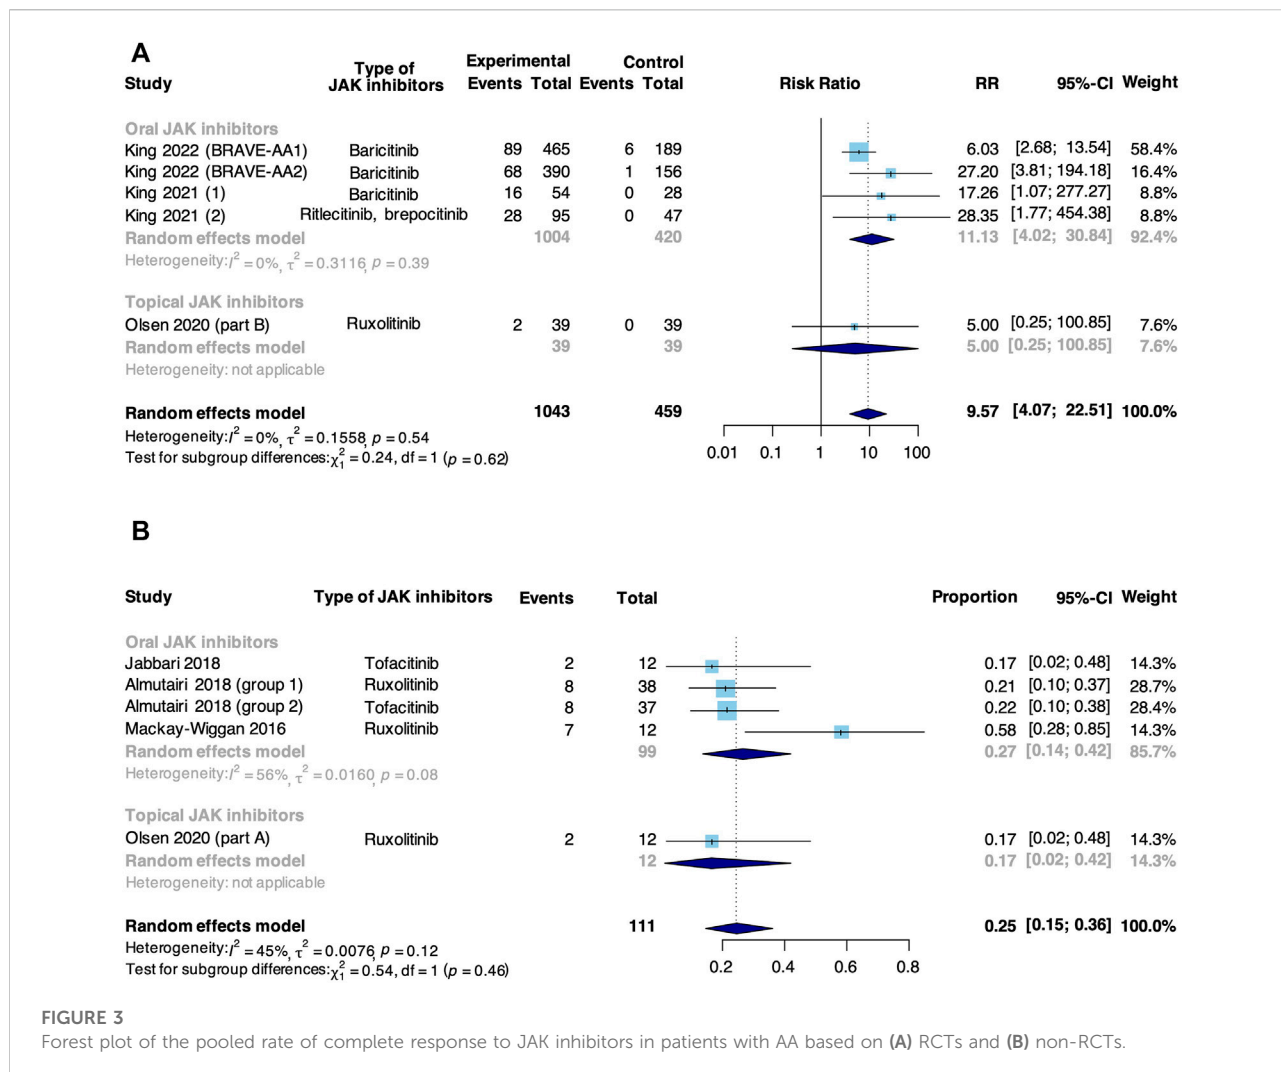 A
Experimental Control
Study Type of JAK inhibitors Events Total Events Total Risk Ratio RR 95%-CI Weight
Oral JAK inhibitors
King 2022 (BRAVE-AA1) Baricitinib 89 465 6 189 6.03 [2.68; 13.54] 58.4%
King 2022 (BRAVE-AA2) Baricitinib 68 390 1 156 27.20 [3.81; 194.18] 16.4%
King 2021 (1) Baricitinib 16 54 0 28 17.26 [1.07; 277.27] 8.8%
King 2021 (2) Ritlecitinib, brepocitinib 28 95 0 47 28.35 [1.77; 454.38] 8.8%
Random effects model 1004 420 11.13 [4.02; 30.84] 92.4%
Heterogeneity: I² = 0%, τ² = 0.3116, p = 0.39
Topical JAK inhibitors
Olsen 2020 (part B) Ruxolitinib 2 39 0 39 5.00 [0.25; 100.85] 7.6%
Random effects model 39 39 5.00 [0.25; 100.85] 7.6%
Heterogeneity: not applicable
Random effects model 1043 459 9.57 [4.07; 22.51] 100.0%
Heterogeneity: I² = 0%, τ² = 0.1558, p = 0.54
Test for subgroup differences: χ₁² = 0.24, df = 1 (p = 0.62)
0.01 0.1 1 10 100
B
Study Type of JAK inhibitors Events Total Proportion 95%-CI Weight
Oral JAK inhibitors
Jabbari 2018 Tofacitinib 2 12 0.17 [0.02; 0.48] 14.3%
Almutairi 2018 (group 1) Ruxolitinib 8 38 0.21 [0.10; 0.37] 28.7%
Almutairi 2018 (group 2) Tofacitinib 8 37 0.22 [0.10; 0.38] 28.4%
Mackay-Wiggan 2016 Ruxolitinib 7 12 0.58 [0.28; 0.85] 14.3%
Random effects model 99 0.27 [0.14; 0.42] 85.7%
Heterogeneity: I² = 56%, τ² = 0.0160, p = 0.08
Topical JAK inhibitors
Olsen 2020 (part A) Ruxolitinib 2 12 0.17 [0.02; 0.48] 14.3%
Random effects model 12 0.17 [0.02; 0.42] 14.3%
Heterogeneity: not applicable
Random effects model 111 0.25 [0.15; 0.36] 100.0%
Heterogeneity: I² = 45%, τ² = 0.0076, p = 0.12
Test for subgroup differences: χ₁² = 0.54, df = 1 (p = 0.46)
0.2 0.4 0.6 0.8
FIGURE 3
Forest plot of the pooled rate of complete response to JAK inhibitors in patients with AA based on (A) RCTs and (B) non-RCTs.